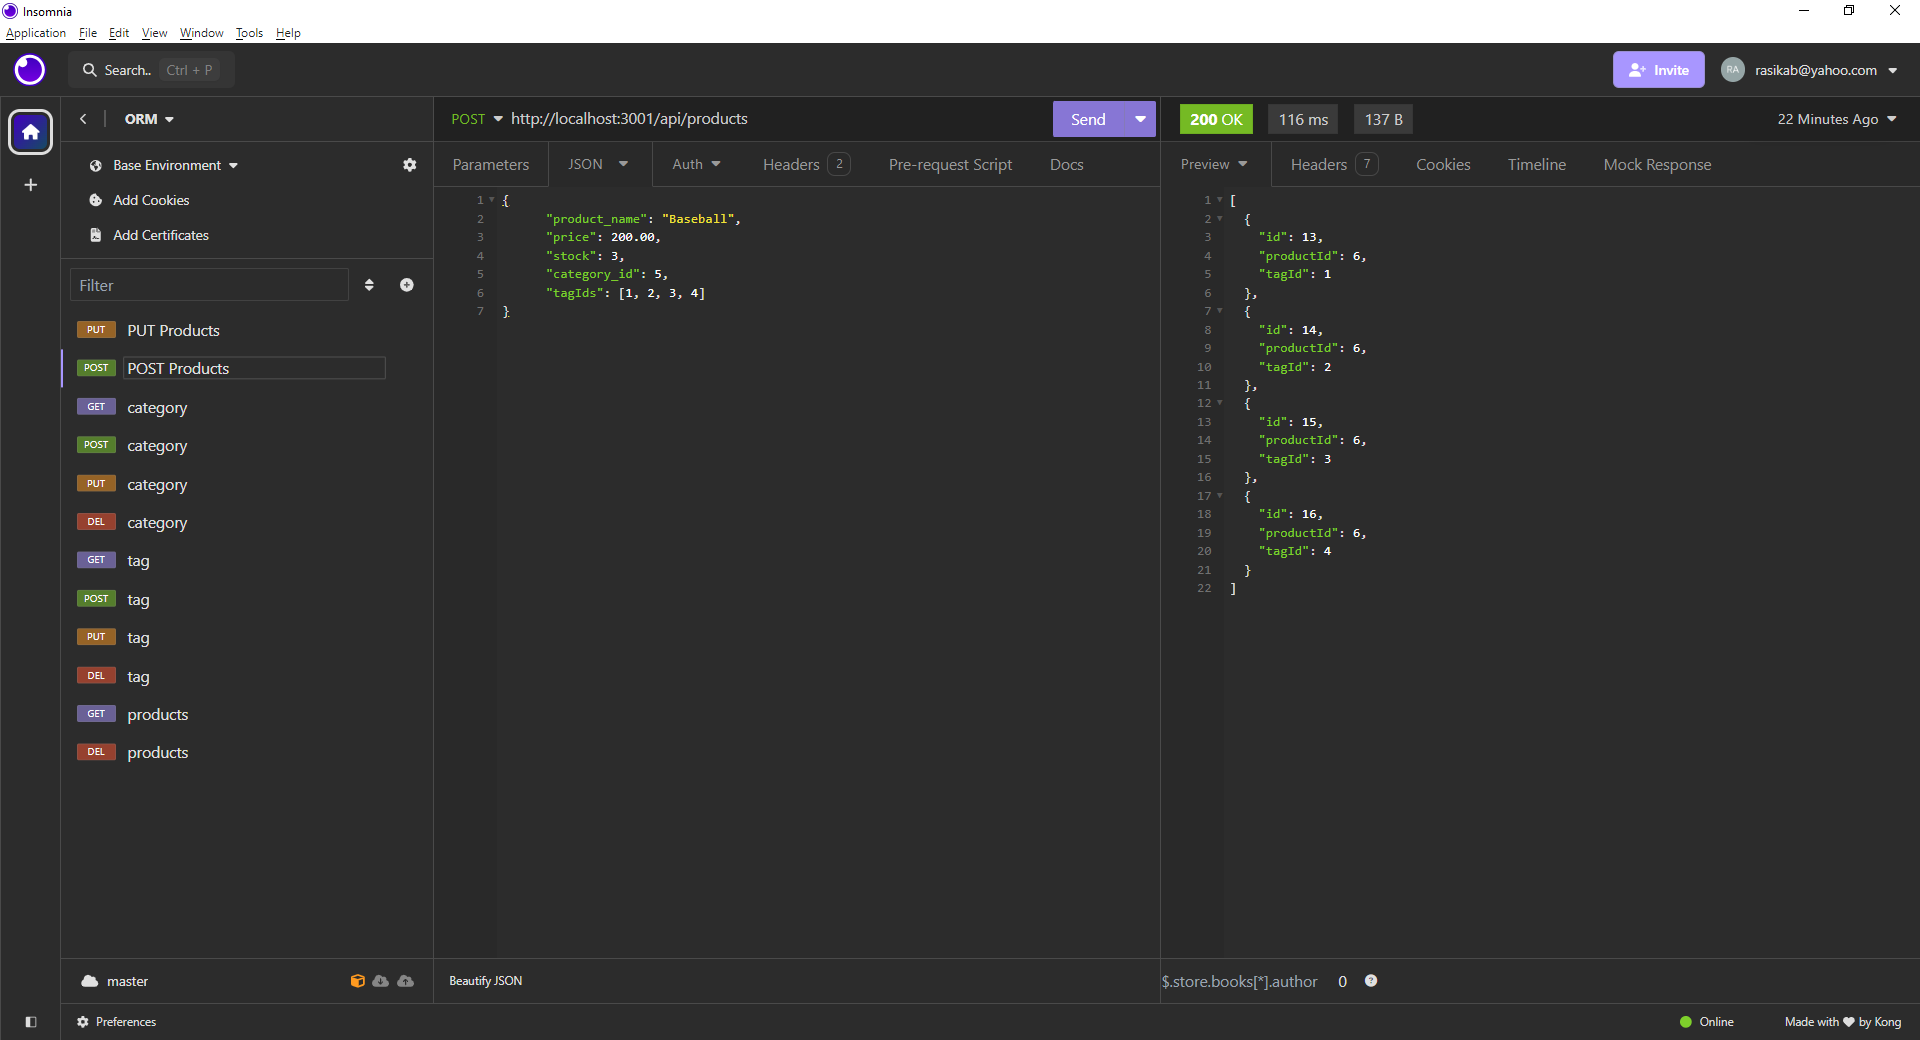 Insomnia
Application File Edit View Window Tools Help
Search.. Ctrl + P
Invite
RA rasikab@yahoo.com
ORM
Base Environment
Add Cookies
Add Certificates
Filter
PUT PUT Products
POST POST Products
GET category
POST category
PUT category
DEL category
GET tag
POST tag
PUT tag
DEL tag
GET products
DEL products
master
Preferences
POST http://localhost:3001/api/products
Send
Parameters JSON Auth Headers 2 Pre-request Script Docs
1 {
2 "product_name": "Baseball",
3 "price": 200.00,
4 "stock": 3,
5 "category_id": 5,
6 "tagIds": [1, 2, 3, 4]
7 }
Beautify JSON
200 OK 116 ms 137 B 22 Minutes Ago
Preview Headers 7 Cookies Timeline Mock Response
1 [
2 {
3 "id": 13,
4 "productId": 6,
5 "tagId": 1
6 },
7 {
8 "id": 14,
9 "productId": 6,
10 "tagId": 2
11 },
12 {
13 "id": 15,
14 "productId": 6,
15 "tagId": 3
16 },
17 {
18 "id": 16,
19 "productId": 6,
20 "tagId": 4
21 }
22 ]
$.store.books[*].author 0 ?
Online Made with ♥ by Kong